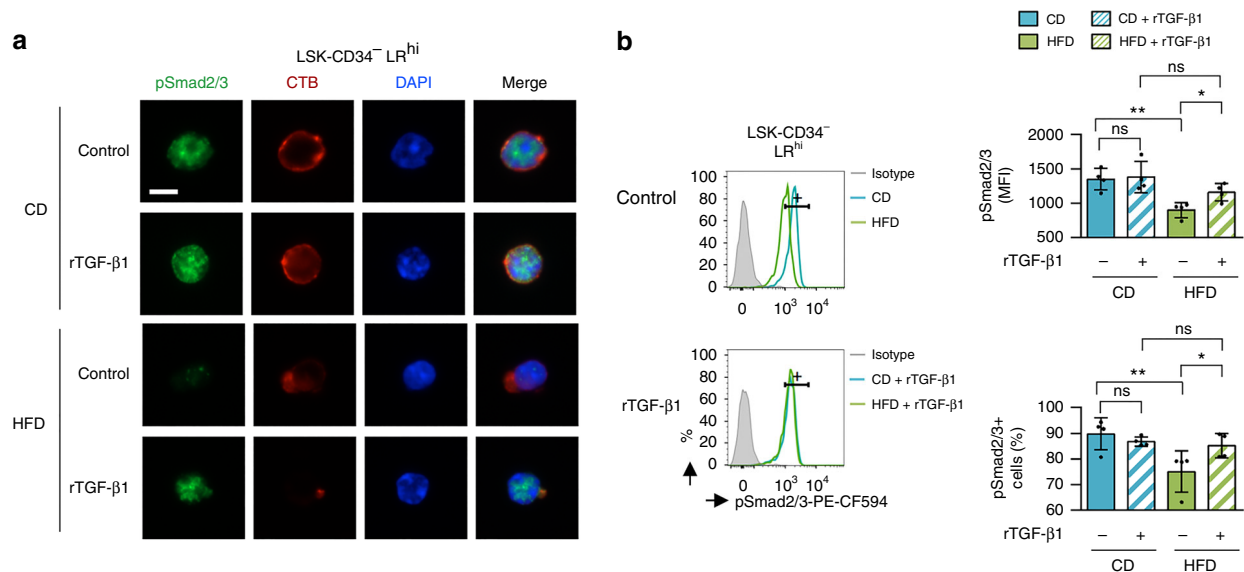 a
LSK-CD34⁻ LRʰⁱ
pSmad2/3 CTB DAPI Merge
CD
Control
rTGF-β1
HFD
Control
rTGF-β1
b
CD CD + rTGF-β1
HFD HFD + rTGF-β1
LSK-CD34⁻
LRʰⁱ
Control
100
80
60
40
20
0
+
0 10³ 10⁴
Isotype
CD
HFD
rTGF-β1
100
80
60
40
20
0
%
+
0 10³ 10⁴
pSmad2/3-PE-CF594
Isotype
CD + rTGF-β1
HFD + rTGF-β1
ns
** *
ns
pSmad2/3
(MFI)
2000
1500
1000
500
rTGF-β1 – + – +
CD HFD
ns
** *
ns
pSmad2/3+
cells (%)
100
90
80
70
60
rTGF-β1 – + – +
CD HFD